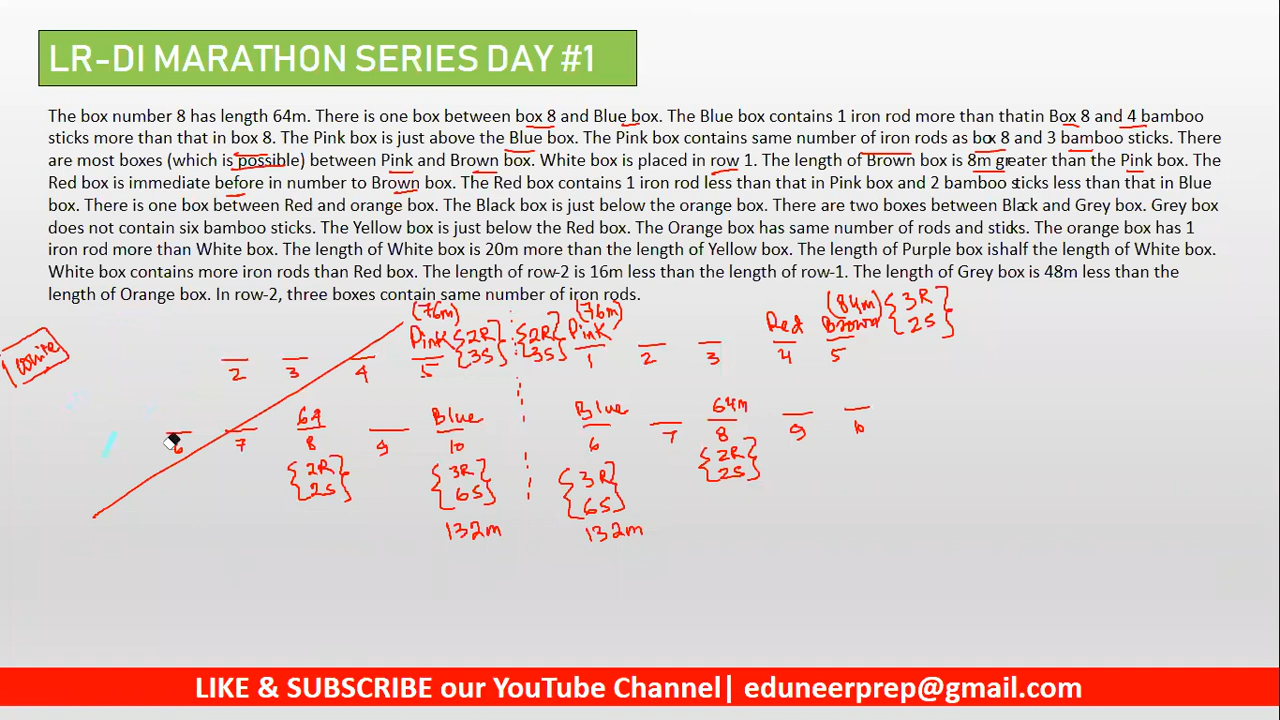 LR-DI MARATHON SERIES DAY #1
The box number 8 has length 64m. There is one box between box 8 and Blue box. The Blue box contains 1 iron rod more than thatin Box 8 and 4 bamboo
sticks more than that in box 8. The Pink box is just above the Blue box. The Pink box contains same number of iron rods as box 8 and 3 bamboo sticks. There
are most boxes (which is possible) between Pink and Brown box. White box is placed in row 1. The length of Brown box is 8m greater than the Pink box. The
Red box is immediate before in number to Brown box. The Red box contains 1 iron rod less than that in Pink box and 2 bamboo sticks less than that in Blue
box. There is one box between Red and orange box. The Black box is just below the orange box. There are two boxes between Black and Grey box. Grey box
does not contain six bamboo sticks. The Yellow box is just below the Red box. The Orange box has same number of rods and sticks. The orange box has 1
iron rod more than White box. The length of White box is 20m more than the length of Yellow box. The length of Purple box ishalf the length of White box.
White box contains more iron rods than Red box. The length of row-2 is 16m less than the length of row-1. The length of Grey box is 48m less than the
length of Orange box. In row-2, three boxes contain same number of iron rods.
(76m) (76m) (84m) {3R
Pink {2R {2R Pink Red Brown 2S}
3S} 3S}
White
2 3 4 5 1 2 3 4 5
64 Blue Blue 64m
6 7 8 9 10 6 7 8 9 10
{2R {3R {3R {2R
2S} 6S} 6S} 2S}
132m 132m
LIKE & SUBSCRIBE our YouTube Channel| eduneerprep@gmail.com